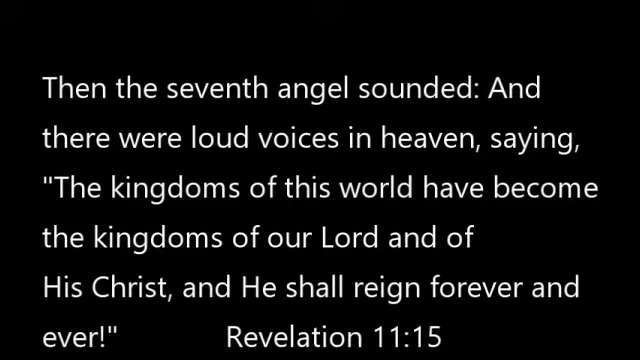 Then the seventh angel sounded: And
there were loud voices in heaven, saying,
"The kingdoms of this world have become
the kingdoms of our Lord and of
His Christ, and He shall reign forever and
ever!" Revelation 11:15